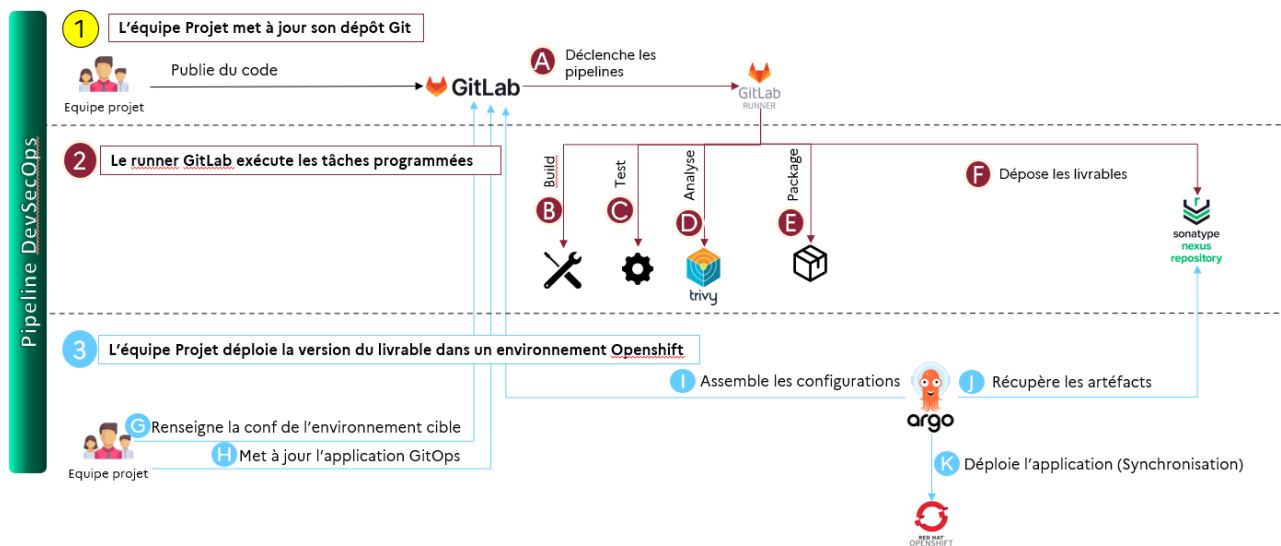 Pipeline DevSecOps
1
L'équipe Projet met à jour son dépôt Git
Equipe projet
Publie du code
GitLab
A
Déclenche les
pipelines
GitLab
RUNNER
2
Le runner GitLab exécute les tâches programmées
Build
B
Test
C
Analyse
D
trivy
Package
E
F
Dépose les livrables
r
sonatype
nexus
repository
3
L'équipe Projet déploie la version du livrable dans un environnement Openshift
Equipe projet
G
Renseigne la conf de l'environnement cible
H
Met à jour l'application GitOps
I
Assemble les configurations
argo
J
Récupère les artéfacts
K
Déploie l'application (Synchronisation)
RED HAT
OPENSHIFT